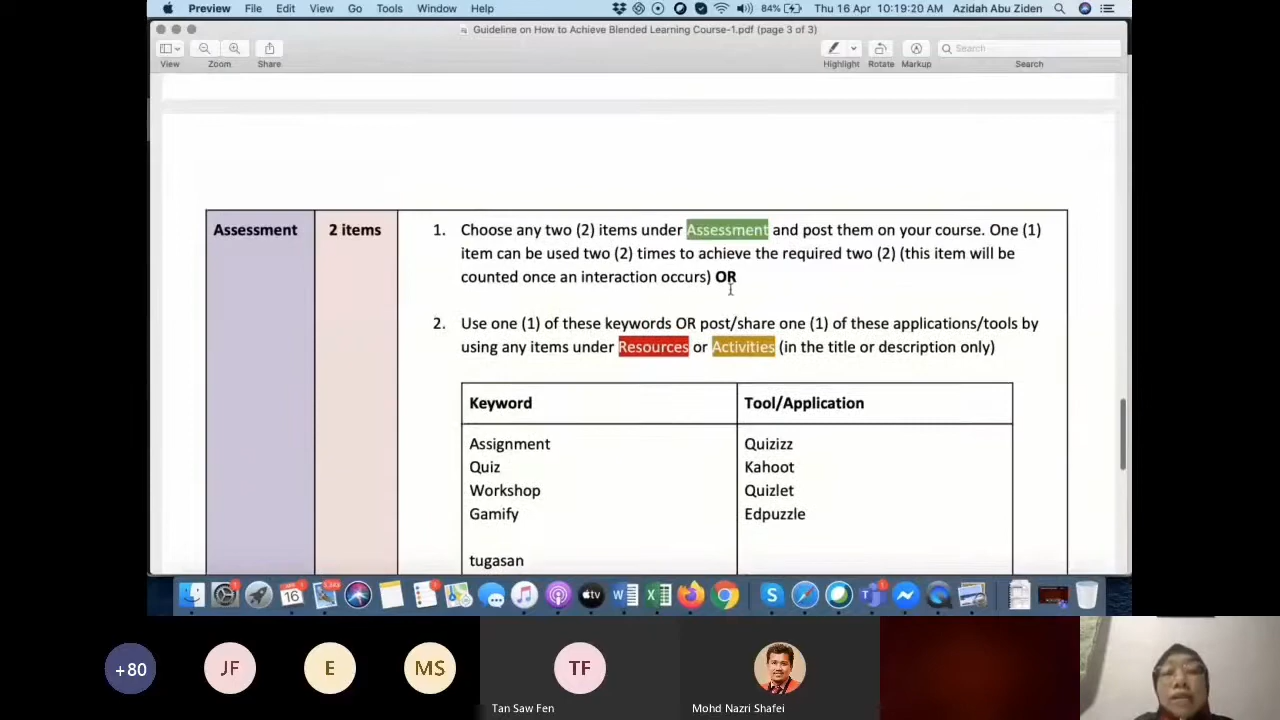 Preview File Edit View Go Tools Window Help 84% Thu 16 Apr 10:19:20 AM Azidah Abu Ziden
Guideline on How to Achieve Blended Learning Course-1.pdf (page 3 of 3)
Search
View Zoom Share Highlight Rotate Markup Search
Assessment
2 items
1. Choose any two (2) items under Assessment and post them on your course. One (1)
item can be used two (2) times to achieve the required two (2) (this item will be
counted once an interaction occurs) OR
2. Use one (1) of these keywords OR post/share one (1) of these applications/tools by
using any items under Resources or Activities (in the title or description only)
Keyword Tool/Application
Assignment Quizizz
Quiz Kahoot
Workshop Quizlet
Gamify Edpuzzle
tugasan
16
+80 JF E MS TF
Tan Saw Fen Mohd Nazri Shafei